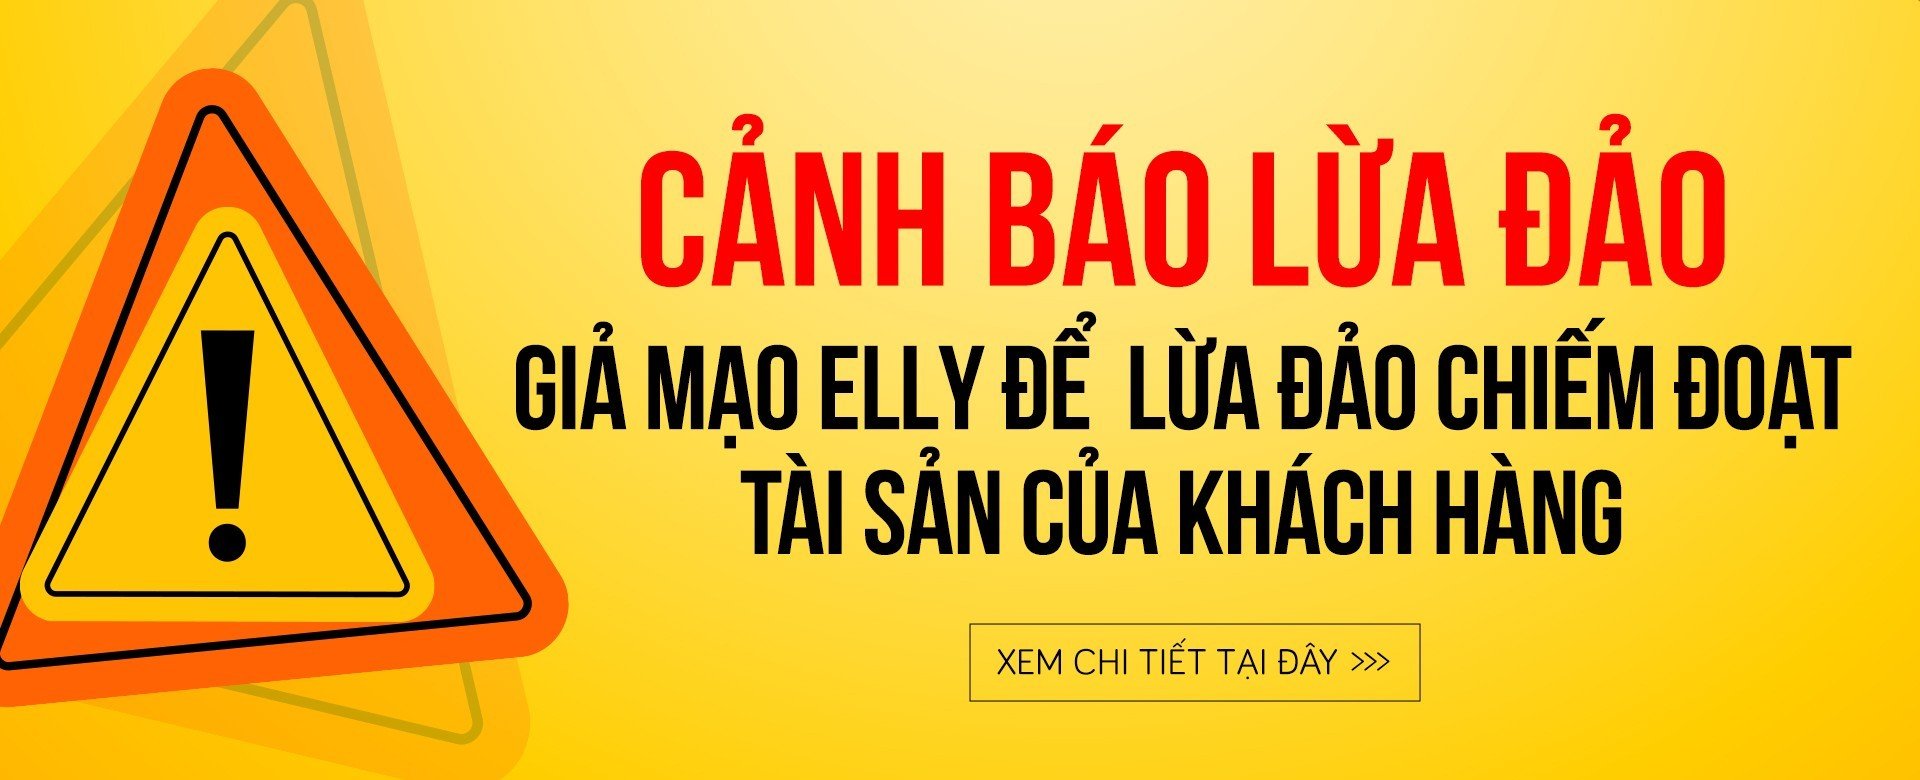 CẢNH BÁO LỪA ĐẢO
GIẢ MẠO ELLY ĐỂ LỪA ĐẢO CHIẾM ĐOẠT
TÀI SẢN CỦA KHÁCH HÀNG
XEM CHI TIẾT TẠI ĐÂY >>>
!